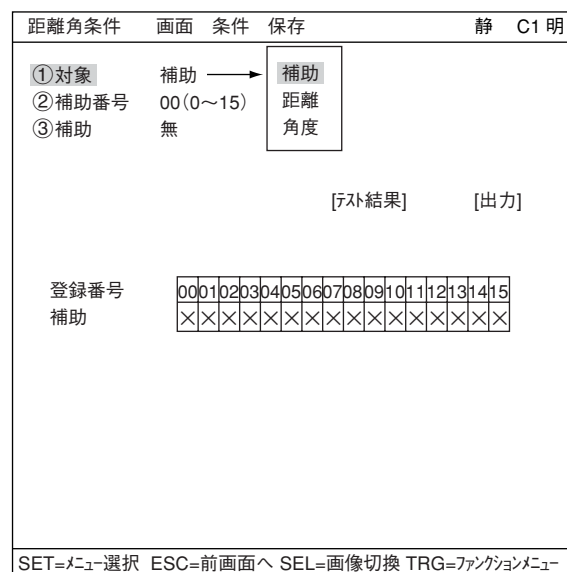 距離角条件 画面 条件 保存 静 C1 明
①対象 補助 補助
②補助番号 00(0～15) 距離
③補助 無 角度
[ﾃｽﾄ結果] [出力]
登録番号 00 01 02 03 04 05 06 07 08 09 10 11 12 13 14 15
補助 × × × × × × × × × × × × × × × ×
SET=ﾒﾆｭｰ選択 ESC=前画面へ SEL=画像切換 TRG=ﾌｧﾝｸｼｮﾝﾒﾆｭｰ